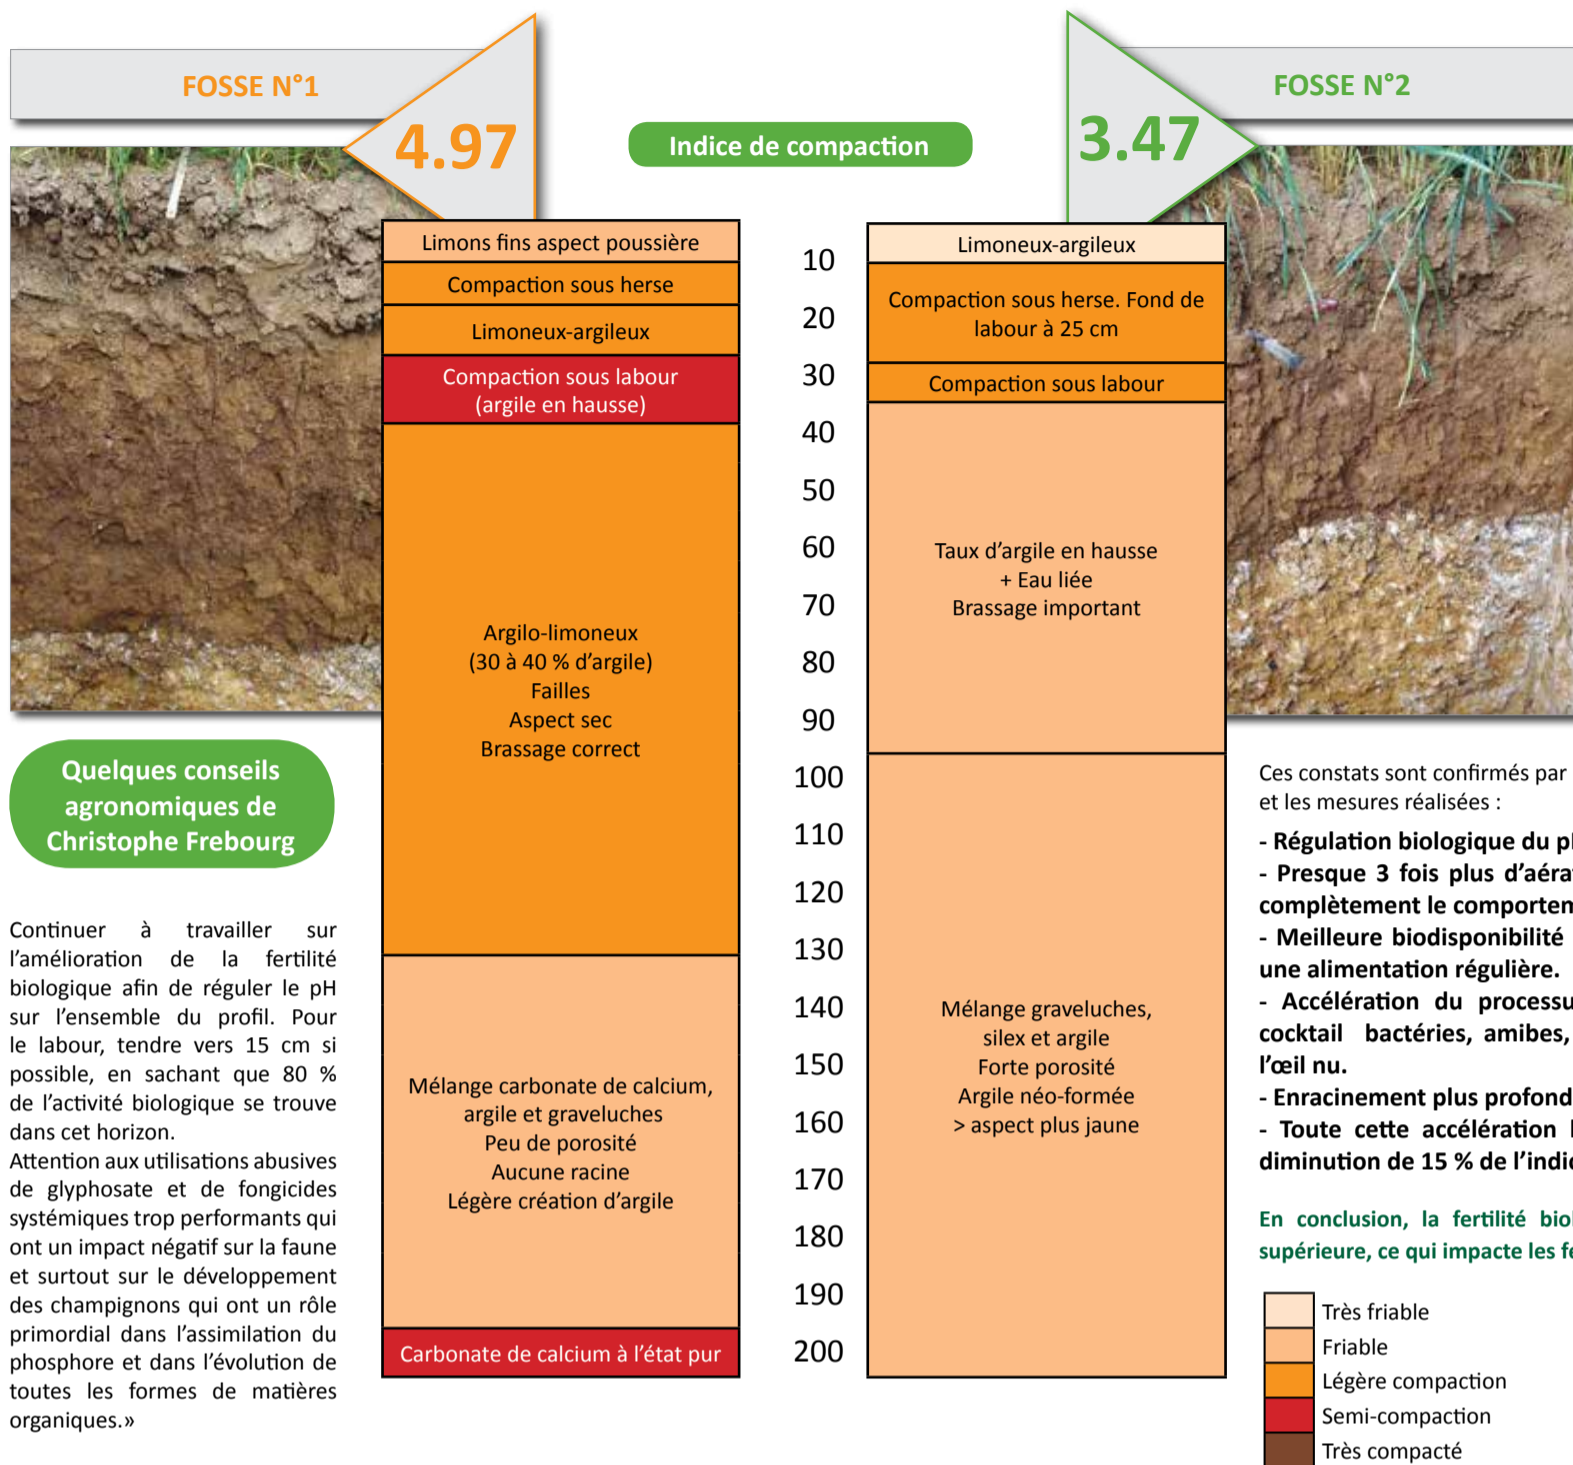 FOSSE N°1
4.97
Indice de compaction
3.47
FOSSE N°2
Limons fins aspect poussière
Compaction sous herse
Limoneux-argileux
Compaction sous labour
(argile en hausse)
Argilo-limoneux
(30 à 40 % d’argile)
Failles
Aspect sec
Brassage correct
Mélange carbonate de calcium,
argile et graveluches
Peu de porosité
Aucune racine
Légère création d’argile
Carbonate de calcium à l’état pur
10
20
30
40
50
60
70
80
90
100
110
120
130
140
150
160
170
180
190
200
Limoneux-argileux
Compaction sous herse. Fond de
labour à 25 cm
Compaction sous labour
Taux d’argile en hausse
+ Eau liée
Brassage important
Mélange graveluches,
silex et argile
Forte porosité
Argile néo-formée
> aspect plus jaune
Quelques conseils
agronomiques de
Christophe Frebourg
Continuer à travailler sur
l’amélioration de la fertilité
biologique afin de réguler le pH
sur l’ensemble du profil. Pour
le labour, tendre vers 15 cm si
possible, en sachant que 80 %
de l’activité biologique se trouve
dans cet horizon.
Attention aux utilisations abusives
de glyphosate et de fongicides
systémiques trop performants qui
ont un impact négatif sur la faune
et surtout sur le développement
des champignons qui ont un rôle
primordial dans l’assimilation du
phosphore et dans l’évolution de
toutes les formes de matières
organiques.»
Ces constats sont confirmés par
et les mesures réalisées :
- Régulation biologique du
- Presque 3 fois plus
complètement le
- Meilleure biodisponibilité
une alimentation régulière.
- Accélération du
cocktail bactéries, amibes,
l’œil nu.
- Enracinement plus profond
- Toute cette accélération
diminution de 15 % de
En conclusion, la fertilité
supérieure, ce qui impacte les
Très friable
Friable
Légère compaction
Semi-compaction
Très compacté